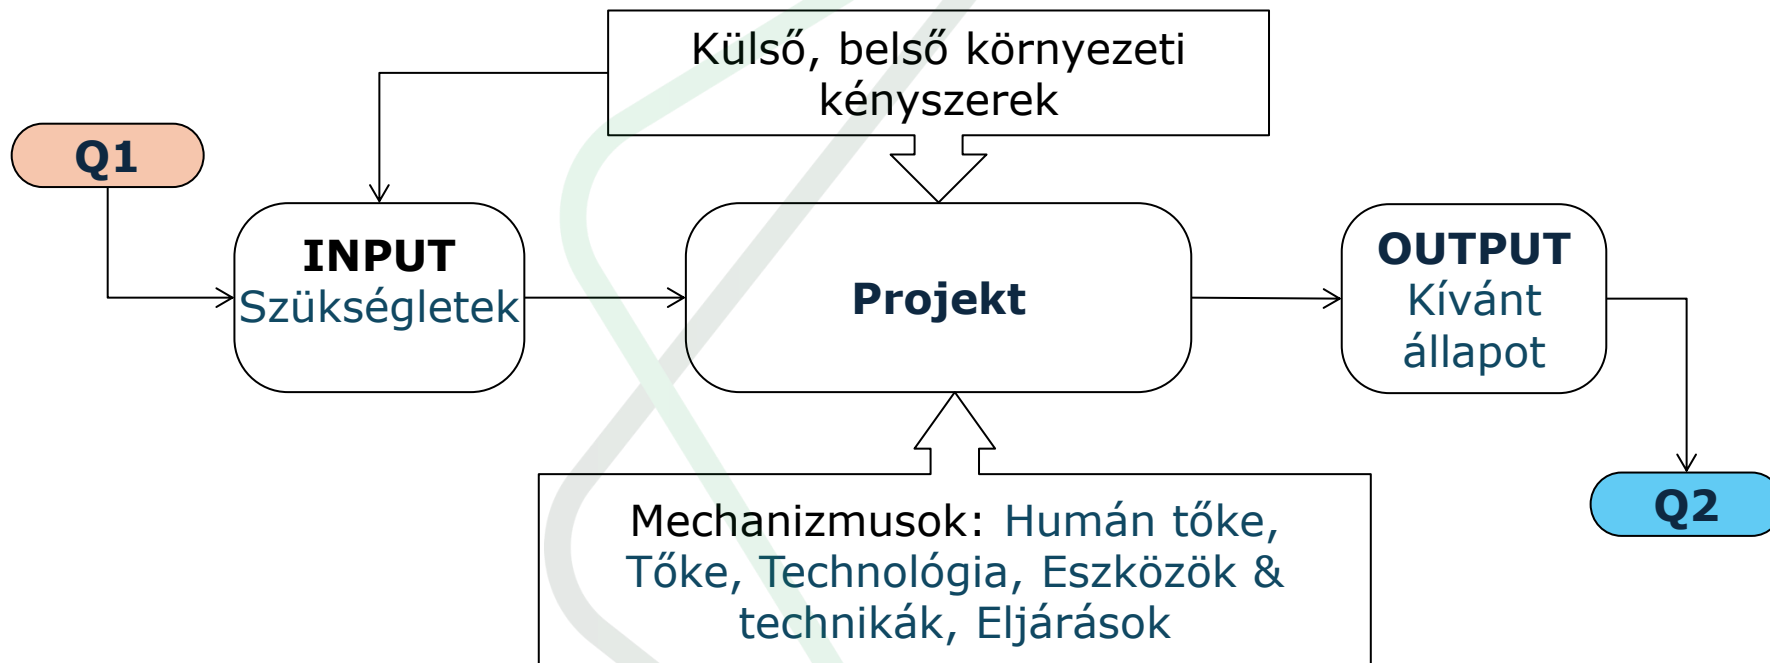 Külső, belső környezeti
kényszerek
Q1
INPUT
Szükségletek
Projekt
OUTPUT
Kívánt
állapot
Q2
Mechanizmusok: Humán tőke,
Tőke, Technológia, Eszközök &
technikák, Eljárások